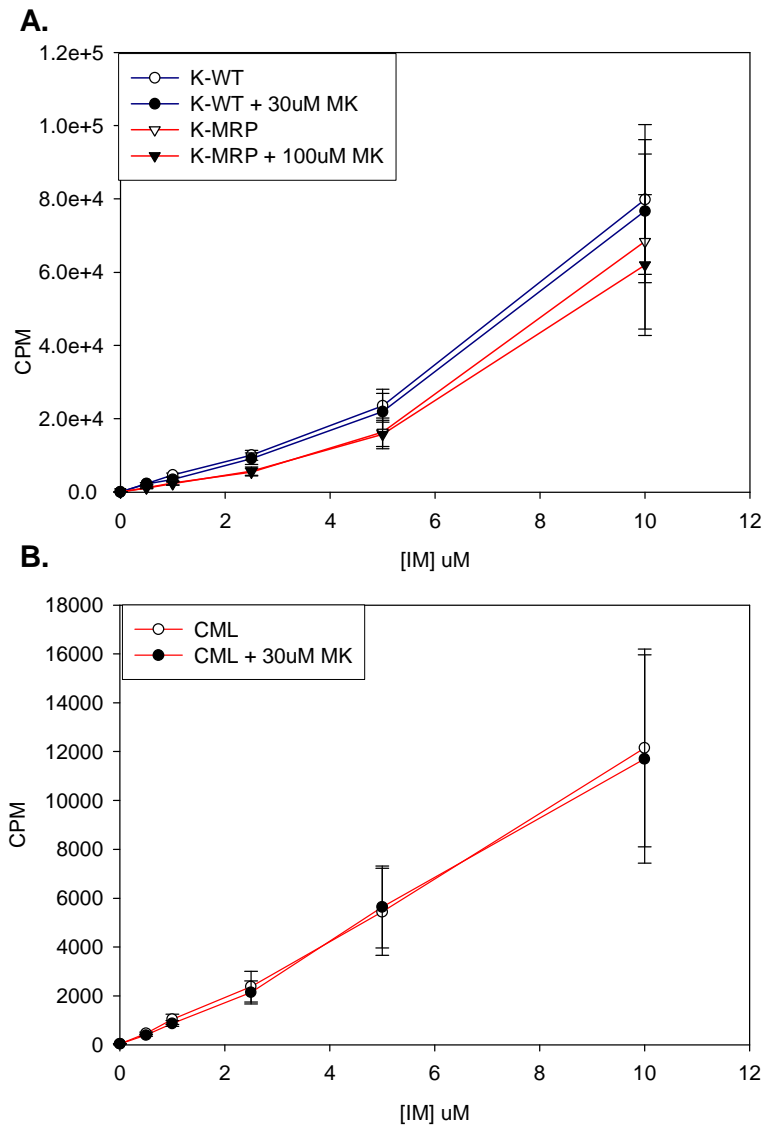 A.
1.2e+5
1.0e+5
8.0e+4
6.0e+4
4.0e+4
2.0e+4
0.0
CPM
K-WT
K-WT + 30uM MK
K-MRP
K-MRP + 100uM MK
0 2 4 6 8 10 12
[IM] uM
B.
18000
16000
14000
12000
10000
8000
6000
4000
2000
0
CPM
CML
CML + 30uM MK
0 2 4 6 8 10 12
[IM] uM